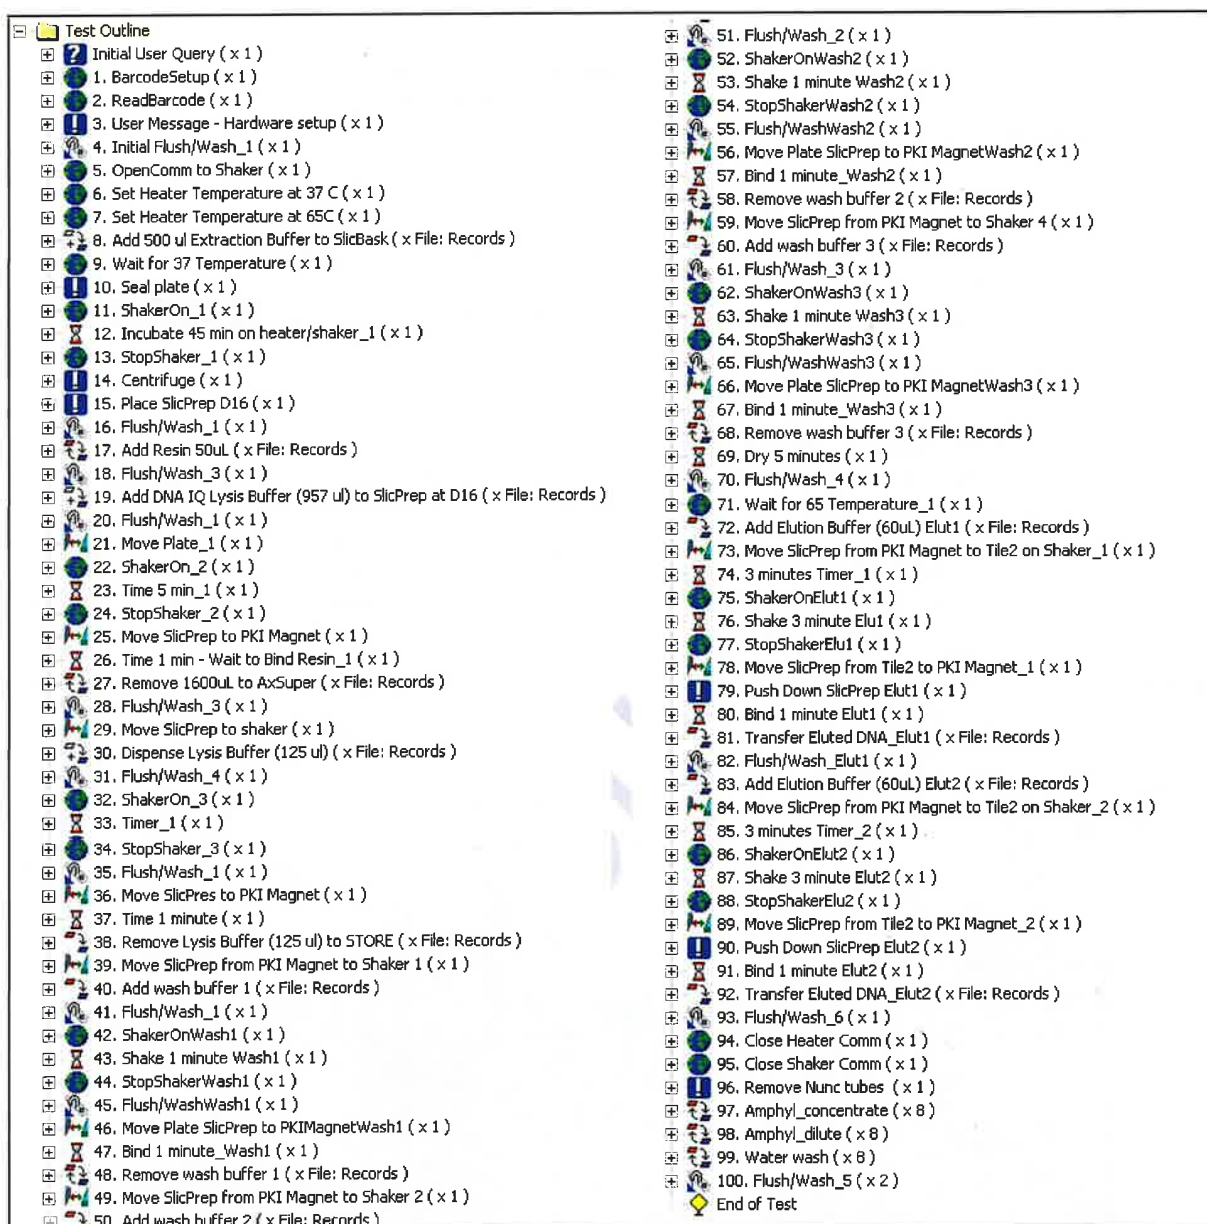 Test Outline
Initial User Query ( x 1 )
1. BarcodeSetup ( x 1 )
2. ReadBarcode ( x 1 )
3. User Message - Hardware setup ( x 1 )
4. Initial Flush/Wash_1 ( x 1 )
5. OpenComm to Shaker ( x 1 )
6. Set Heater Temperature at 37 C ( x 1 )
7. Set Heater Temperature at 65C ( x 1 )
8. Add 500 ul Extraction Buffer to SlicBask ( x File: Records )
9. Wait for 37 Temperature ( x 1 )
10. Seal plate ( x 1 )
11. ShakerOn_1 ( x 1 )
12. Incubate 45 min on heater/shaker_1 ( x 1 )
13. StopShaker_1 ( x 1 )
14. Centrifuge ( x 1 )
15. Place SlicPrep D16 ( x 1 )
16. Flush/Wash_1 ( x 1 )
17. Add Resin 50uL ( x File: Records )
18. Flush/Wash_3 ( x 1 )
19. Add DNA IQ Lysis Buffer (957 ul) to SlicPrep at D16 ( x File: Records )
20. Flush/Wash_1 ( x 1 )
21. Move Plate_1 ( x 1 )
22. ShakerOn_2 ( x 1 )
23. Time 5 min_1 ( x 1 )
24. StopShaker_2 ( x 1 )
25. Move SlicPrep to PKI Magnet ( x 1 )
26. Time 1 min - Wait to Bind Resin_1 ( x 1 )
27. Remove 1600uL to AxSuper ( x File: Records )
28. Flush/Wash_3 ( x 1 )
29. Move SlicPrep to shaker ( x 1 )
30. Dispense Lysis Buffer (125 ul) ( x File: Records )
31. Flush/Wash_4 ( x 1 )
32. ShakerOn_3 ( x 1 )
33. Timer_1 ( x 1 )
34. StopShaker_3 ( x 1 )
35. Flush/Wash_1 ( x 1 )
36. Move SlicPres to PKI Magnet ( x 1 )
37. Time 1 minute ( x 1 )
38. Remove Lysis Buffer (125 ul) to STORE ( x File: Records )
39. Move SlicPrep from PKI Magnet to Shaker 1 ( x 1 )
40. Add wash buffer 1 ( x File: Records )
41. Flush/Wash_1 ( x 1 )
42. ShakerOnWash1 ( x 1 )
43. Shake 1 minute Wash1 ( x 1 )
44. StopShakerWash1 ( x 1 )
45. Flush/WashWash1 ( x 1 )
46. Move Plate SlicPrep to PKIMagnetWash1 ( x 1 )
47. Bind 1 minute_Wash1 ( x 1 )
48. Remove wash buffer 1 ( x File: Records )
49. Move SlicPrep from PKI Magnet to Shaker 2 ( x 1 )
50. Add wash buffer 2 ( x File: Records )
51. Flush/Wash_2 ( x 1 )
52. ShakerOnWash2 ( x 1 )
53. Shake 1 minute Wash2 ( x 1 )
54. StopShakerWash2 ( x 1 )
55. Flush/WashWash2 ( x 1 )
56. Move Plate SlicPrep to PKI MagnetWash2 ( x 1 )
57. Bind 1 minute_Wash2 ( x 1 )
58. Remove wash buffer 2 ( x File: Records )
59. Move SlicPrep from PKI Magnet to Shaker 4 ( x 1 )
60. Add wash buffer 3 ( x File: Records )
61. Flush/Wash_3 ( x 1 )
62. ShakerOnWash3 ( x 1 )
63. Shake 1 minute Wash3 ( x 1 )
64. StopShakerWash3 ( x 1 )
65. Flush/WashWash3 ( x 1 )
66. Move Plate SlicPrep to PKI MagnetWash3 ( x 1 )
67. Bind 1 minute_Wash3 ( x 1 )
68. Remove wash buffer 3 ( x File: Records )
69. Dry 5 minutes ( x 1 )
70. Flush/Wash_4 ( x 1 )
71. Wait for 65 Temperature_1 ( x 1 )
72. Add Elution Buffer (60uL) Elut1 ( x File: Records )
73. Move SlicPrep from PKI Magnet to Tile2 on Shaker_1 ( x 1 )
74. 3 minutes Timer_1 ( x 1 )
75. ShakerOnElut1 ( x 1 )
76. Shake 3 minute Elu1 ( x 1 )
77. StopShakerElu1 ( x 1 )
78. Move SlicPrep from Tile2 to PKI Magnet_1 ( x 1 )
79. Push Down SlicPrep Elut1 ( x 1 )
80. Bind 1 minute Elut1 ( x 1 )
81. Transfer Eluted DNA_Elut1 ( x File: Records )
82. Flush/Wash_Elut1 ( x 1 )
83. Add Elution Buffer (60uL) Elut2 ( x File: Records )
84. Move SlicPrep from PKI Magnet to Tile2 on Shaker_2 ( x 1 )
85. 3 minutes Timer_2 ( x 1 )
86. ShakerOnElut2 ( x 1 )
87. Shake 3 minute Elut2 ( x 1 )
88. StopShakerElu2 ( x 1 )
89. Move SlicPrep from Tile2 to PKI Magnet_2 ( x 1 )
90. Push Down SlicPrep Elut2 ( x 1 )
91. Bind 1 minute Elut2 ( x 1 )
92. Transfer Eluted DNA_Elut2 ( x File: Records )
93. Flush/Wash_6 ( x 1 )
94. Close Heater Comm ( x 1 )
95. Close Shaker Comm ( x 1 )
96. Remove Nunc tubes ( x 1 )
97. Amphyl_concentrate ( x 8 )
98. Amphyl_dilute ( x 8 )
99. Water wash ( x 8 )
100. Flush/Wash_5 ( x 2 )
End of Test